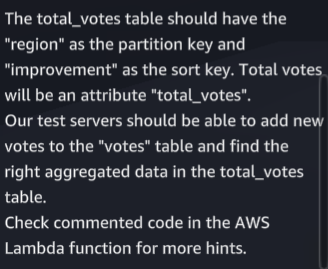 The total_votes table should have the
"region" as the partition key and
"improvement" as the sort key. Total votes
will be an attribute "total_votes".
Our test servers should be able to add new
votes to the "votes" table and find the
right aggregated data in the total_votes
table.
Check commented code in the AWS
Lambda function for more hints.